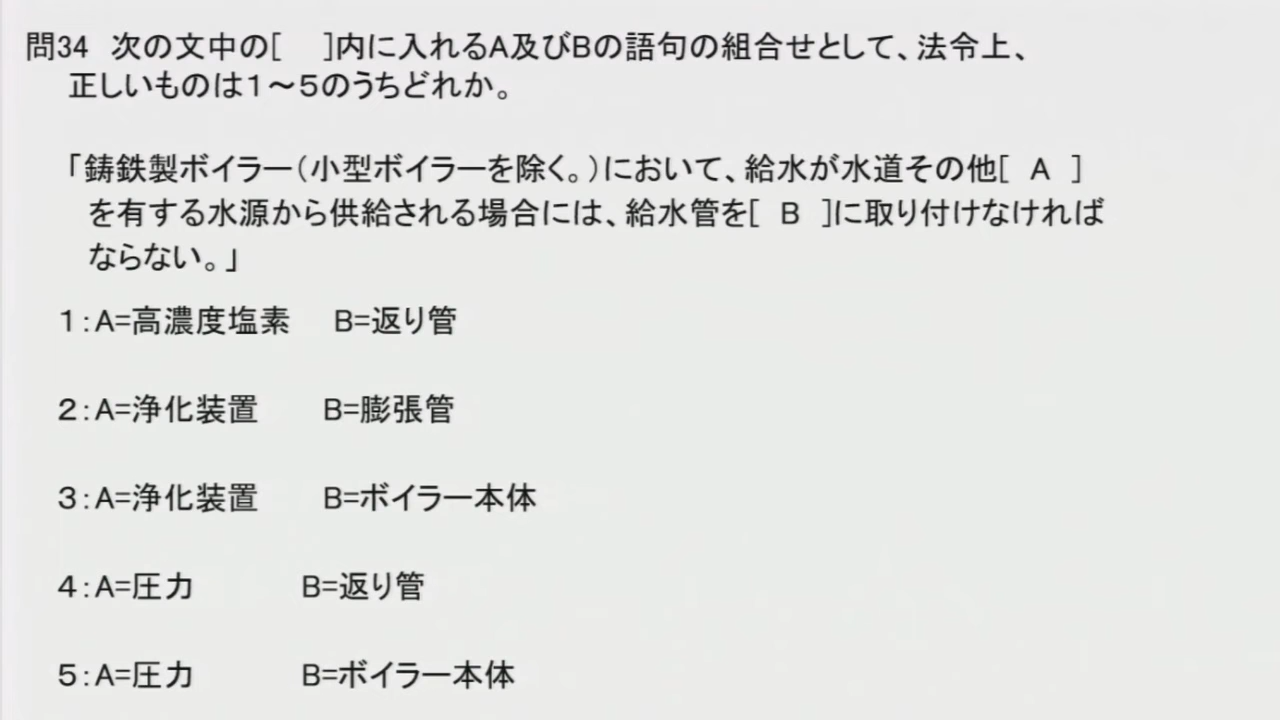 問34 次の文中の[ ]内に入れるA及びBの語句の組合せとして、法令上、
正しいものは１～５のうちどれか。
「鋳鉄製ボイラー（小型ボイラーを除く。）において、給水が水道その他[ A ]
を有する水源から供給される場合には、給水管を[ B ]に取り付けなければ
ならない。」
１：A=高濃度塩素 B=返り管
２：A=浄化装置 B=膨張管
３：A=浄化装置 B=ボイラー本体
４：A=圧力 B=返り管
５：A=圧力 B=ボイラー本体